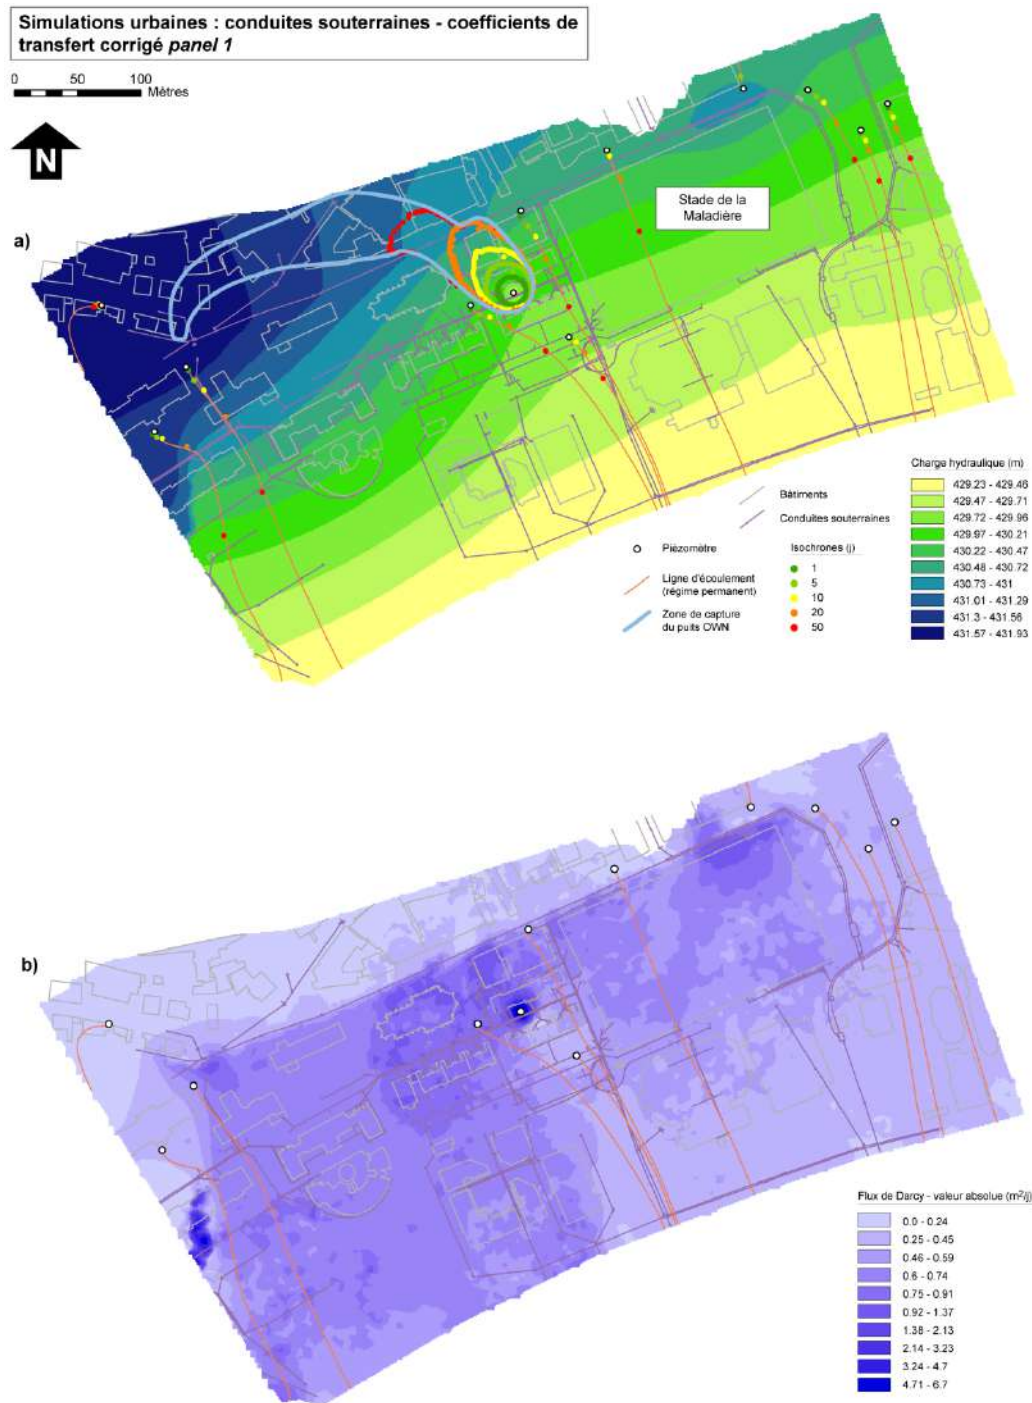 Simulations urbaines : conduites souterraines - coefficients de
transfert corrigé panel 1
0 50 100
Mètres
N
a)
Stade de la
Maladière
Bâtiments
Conduites souterraines
Piézomètre
Ligne d'écoulement
(régime permanent)
Zone de capture
du puits OWN
Isochrones (j)
1
5
10
20
50
Charge hydraulique (m)
429.23 - 429.46
429.47 - 429.71
429.72 - 429.96
429.97 - 430.21
430.22 - 430.47
430.48 - 430.72
430.73 - 431
431.01 - 431.29
431.3 - 431.56
431.57 - 431.93
b)
Flux de Darcy - valeur absolue (m²/j)
0.0 - 0.24
0.25 - 0.45
0.46 - 0.59
0.6 - 0.74
0.75 - 0.91
0.92 - 1.37
1.38 - 2.13
2.14 - 3.23
3.24 - 4.7
4.71 - 6.7